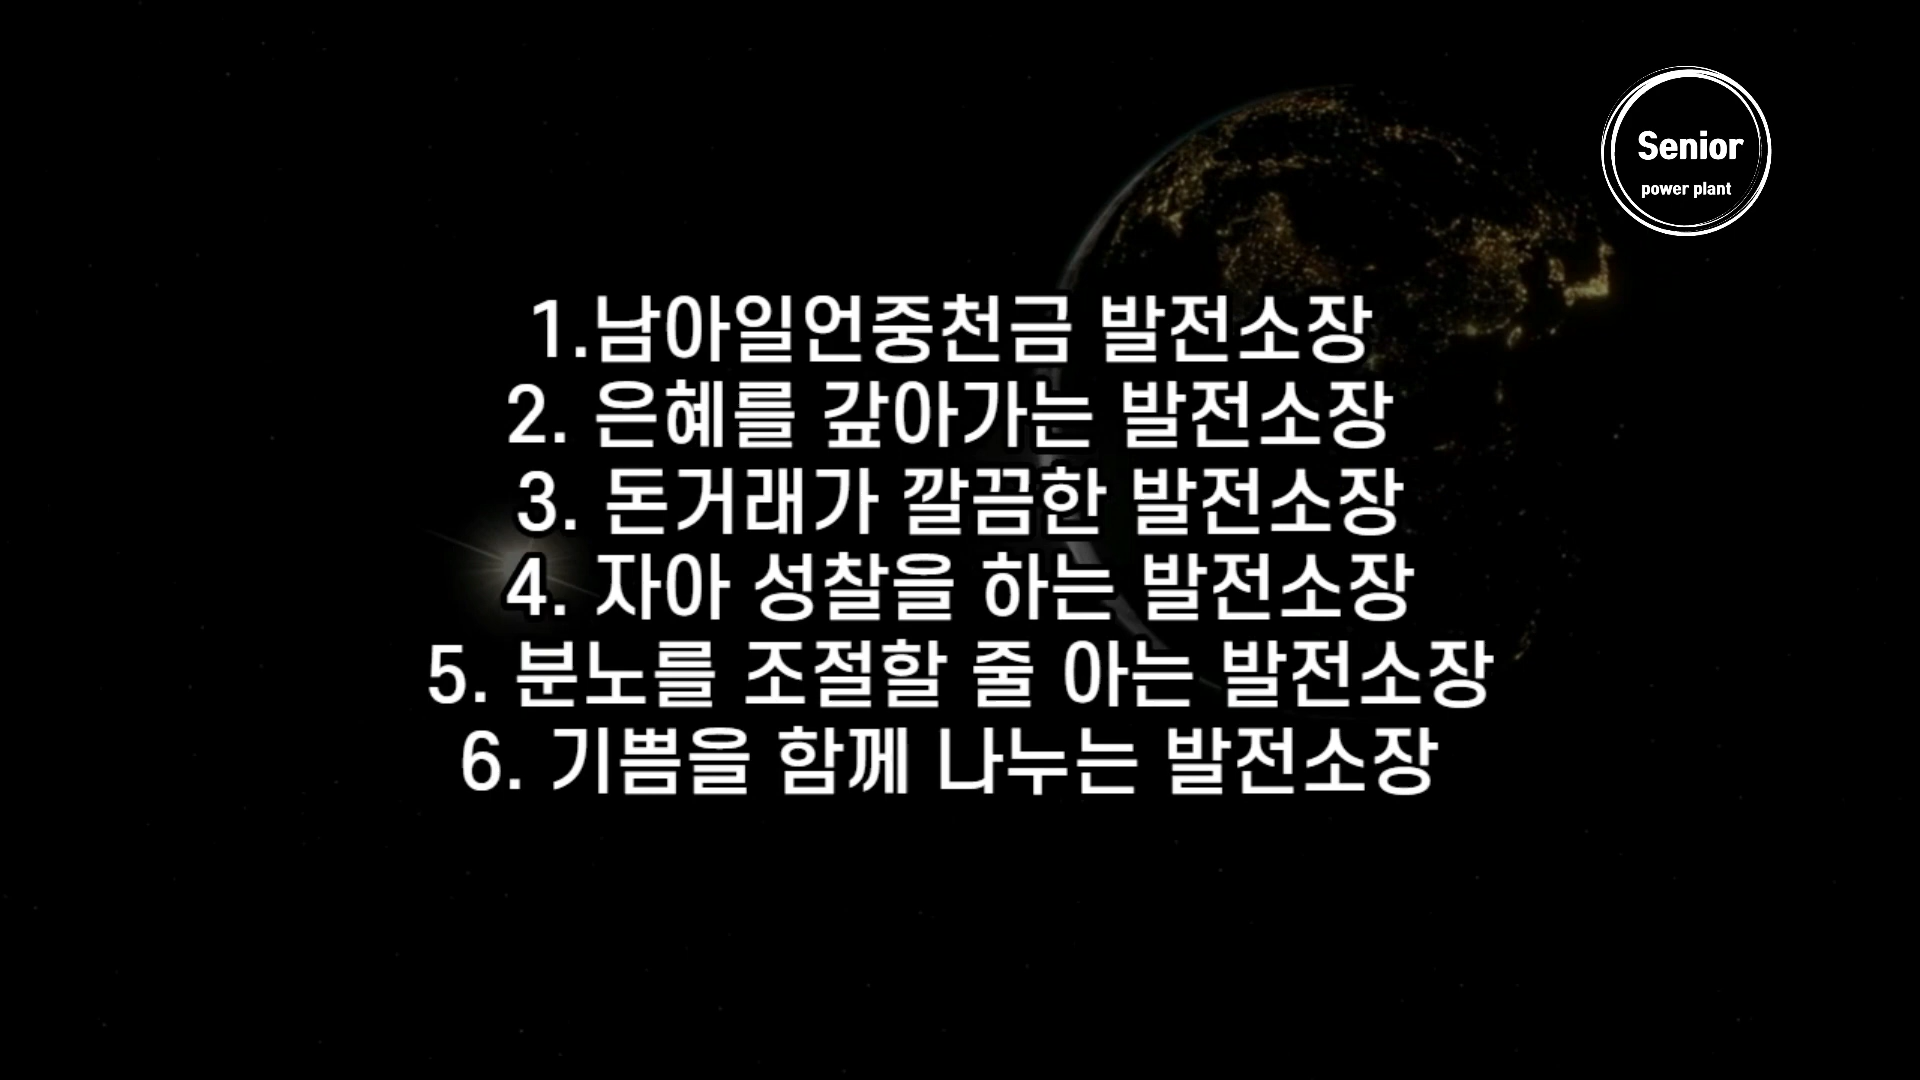 Senior
power plant
1.남아일언중천금 발전소장
2. 은혜를 갚아가는 발전소장
3. 돈거래가 깔끔한 발전소장
4. 자아 성찰을 하는 발전소장
5. 분노를 조절할 줄 아는 발전소장
6. 기쁨을 함께 나누는 발전소장